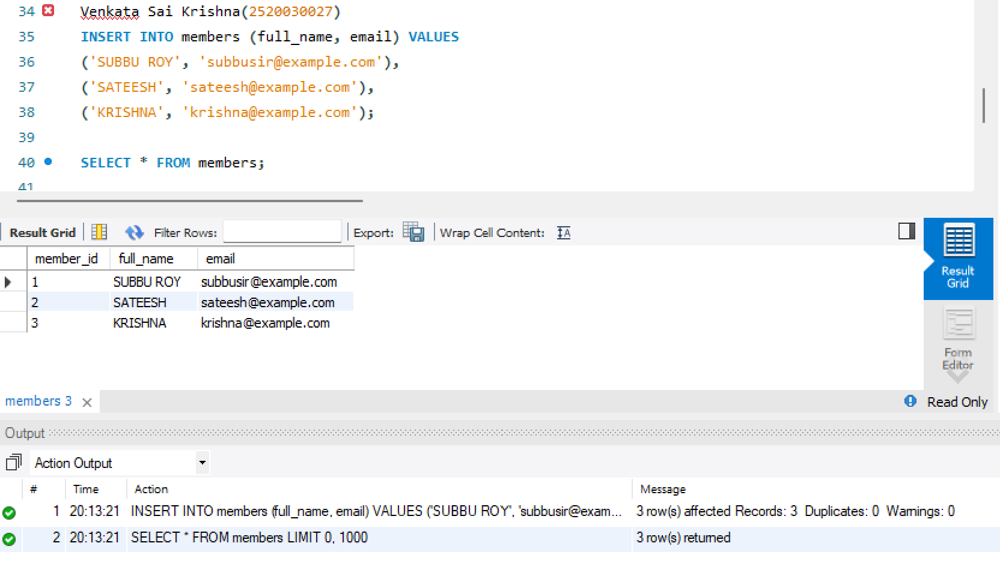 34 Venkata Sai Krishna(2520030027)
35 INSERT INTO members (full_name, email) VALUES
36 ('SUBBU ROY', 'subbusir@example.com'),
37 ('SATEESH', 'sateesh@example.com'),
38 ('KRISHNA', 'krishna@example.com');
39
40 SELECT * FROM members;
41
Result Grid Filter Rows: Export: Wrap Cell Content:
member_id full_name email
1 SUBBU ROY subbusir@example.com
2 SATEESH sateesh@example.com
3 KRISHNA krishna@example.com
Result
Grid
Form
Editor
members 3
Read Only
Output
Action Output
# Time Action Message
1 20:13:21 INSERT INTO members (full_name, email) VALUES ('SUBBU ROY', 'subbusir@exam... 3 row(s) affected Records: 3 Duplicates: 0 Warnings: 0
2 20:13:21 SELECT * FROM members LIMIT 0, 1000 3 row(s) returned